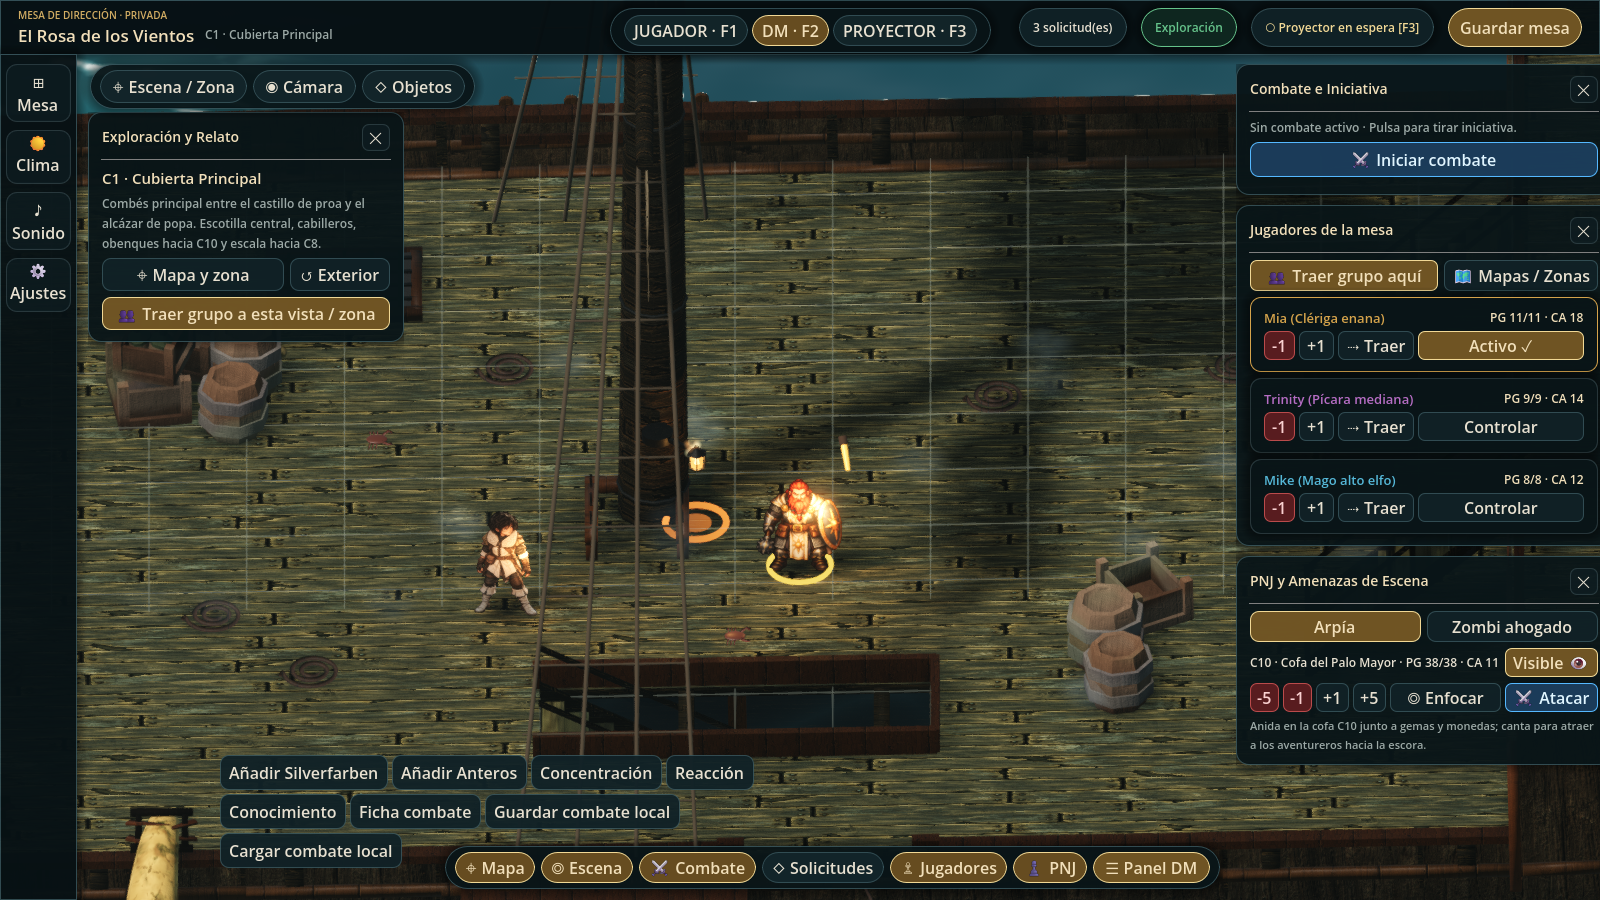 MESA DE DIRECCIÓN · PRIVADA
El Rosa de los Vientos C1 · Cubierta Principal
JUGADOR · F1 DM · F2 PROYECTOR · F3
3 solicitud(es)
Exploración
Proyector en espera [F3]
Guardar mesa
Mesa
Clima
Sonido
Ajustes
Escena / Zona
Cámara
Objetos
Exploración y Relato
C1 · Cubierta Principal
Combés principal entre el castillo de proa y el
alcázar de popa. Escotilla central, cabilleros,
obenques hacia C10 y escala hacia C8.
Mapa y zona
Exterior
Traer grupo a esta vista / zona
Combate e Iniciativa
Sin combate activo · Pulsa para tirar iniciativa.
Iniciar combate
Jugadores de la mesa
Traer grupo aquí
Mapas / Zonas
Mia (Clériga enana) PG 11/11 · CA 18
-1 +1 Traer Activo ✓
Trinity (Pícara mediana) PG 9/9 · CA 14
-1 +1 Traer Controlar
Mike (Mago alto elfo) PG 8/8 · CA 12
-1 +1 Traer Controlar
PNJ y Amenazas de Escena
Arpía
Zombi ahogado
C10 · Cofa del Palo Mayor · PG 38/38 · CA 11 Visible
-5 -1 +1 +5 Enfocar Atacar
Anida en la cofa C10 junto a gemas y monedas; canta para atraer
a los aventureros hacia la escora.
Añadir Silverfarben Añadir Anteros Concentración Reacción
Conocimiento Ficha combate Guardar combate local
Cargar combate local
Mapa Escena Combate Solicitudes Jugadores PNJ Panel DM